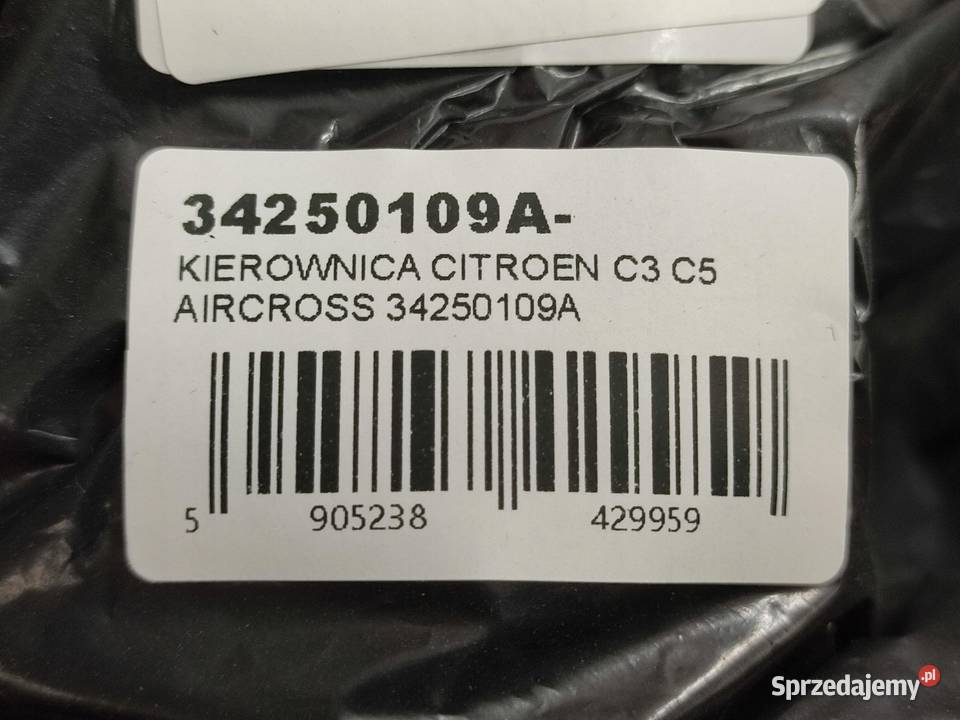 34250109A-
KIEROWNICA CITROEN C3 C5
AIRCROSS 34250109A
5 905238 429959
Sprzedajemy.pl